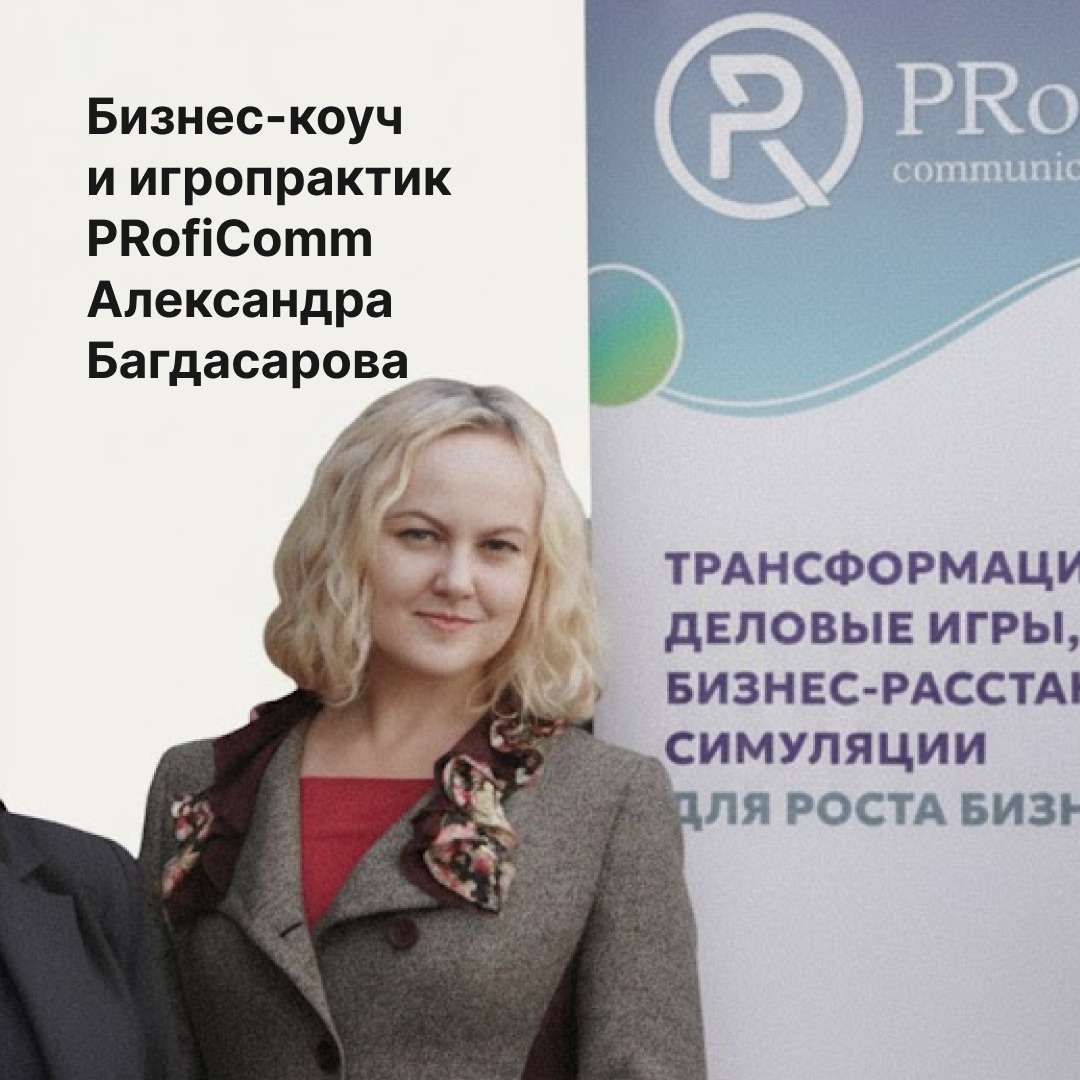 Бизнес-коуч
и игропрактик
PRofiComm
Александра
Багдасарова
PRo
communic
ТРАНСФОРМАЦИ
ДЕЛОВЫЕ ИГРЫ,
БИЗНЕС-РАССТА
СИМУЛЯЦИИ
ДЛЯ РОСТА БИЗН